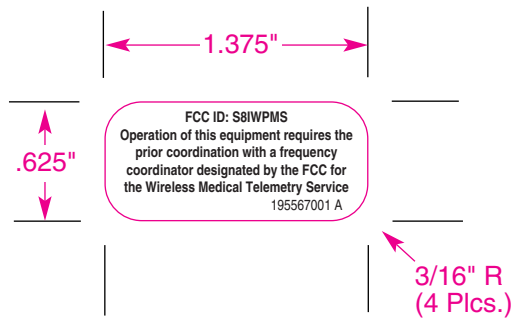 1.375"
FCC ID: S8IWPMS
Operation of this equipment requires the
prior coordination with a frequency
coordinator designated by the FCC for
the Wireless Medical Telemetry Service
195567001 A
.625"
3/16" R
(4 Plcs.)